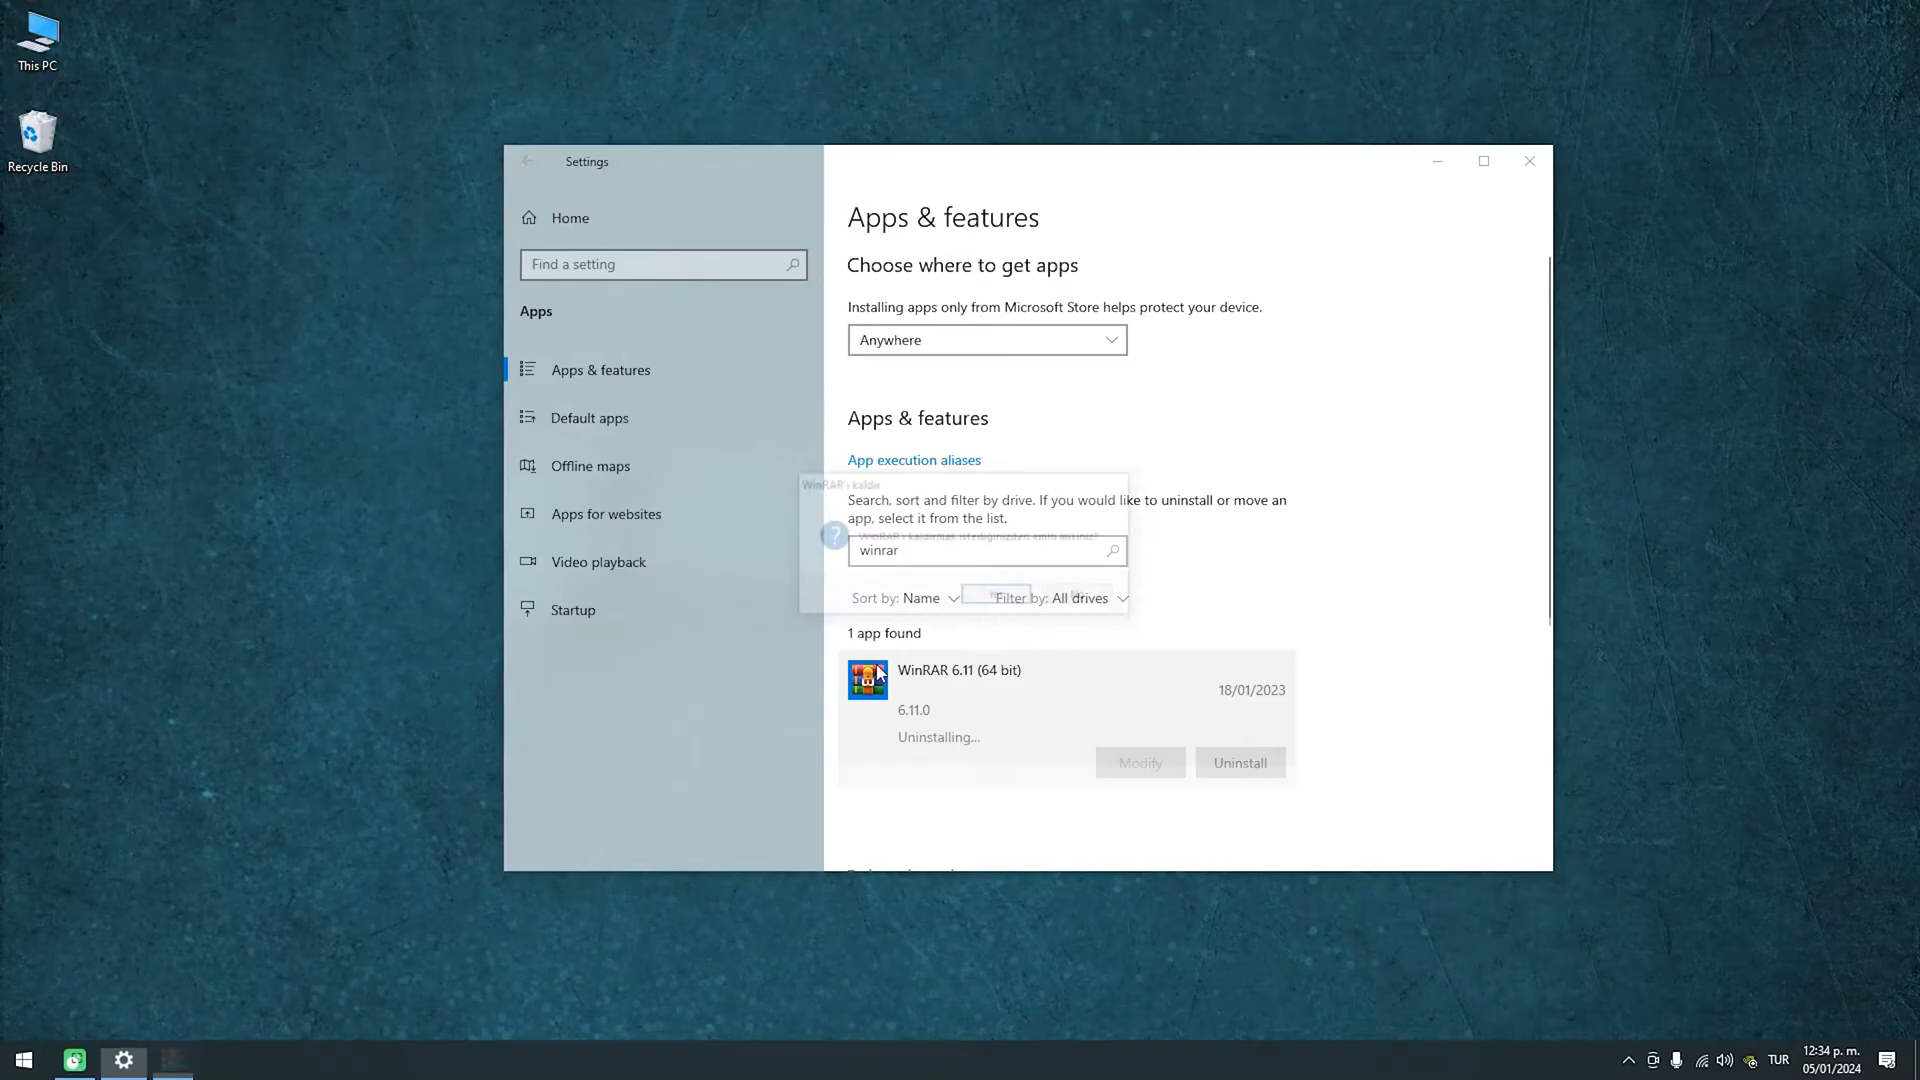 This PC
Recycle Bin
Settings
Home
Find a setting
Apps
Apps & features
Default apps
Offline maps
Apps for websites
Video playback
Startup
Apps & features
Choose where to get apps
Installing apps only from Microsoft Store helps protect your device.
Anywhere
Apps & features
App execution aliases
WinRAR'ı kaldır
Search, sort and filter by drive. If you would like to uninstall or move an
app, select it from the list.
WinRAR'ı kaldırmak istediğinizden emin misiniz?
winrar
Sort by: Name
Filter by: All drives
1 app found
WinRAR 6.11 (64 bit)
18/01/2023
6.11.0
Uninstalling...
Modify
Uninstall
TUR
12:34 p. m.
05/01/2024